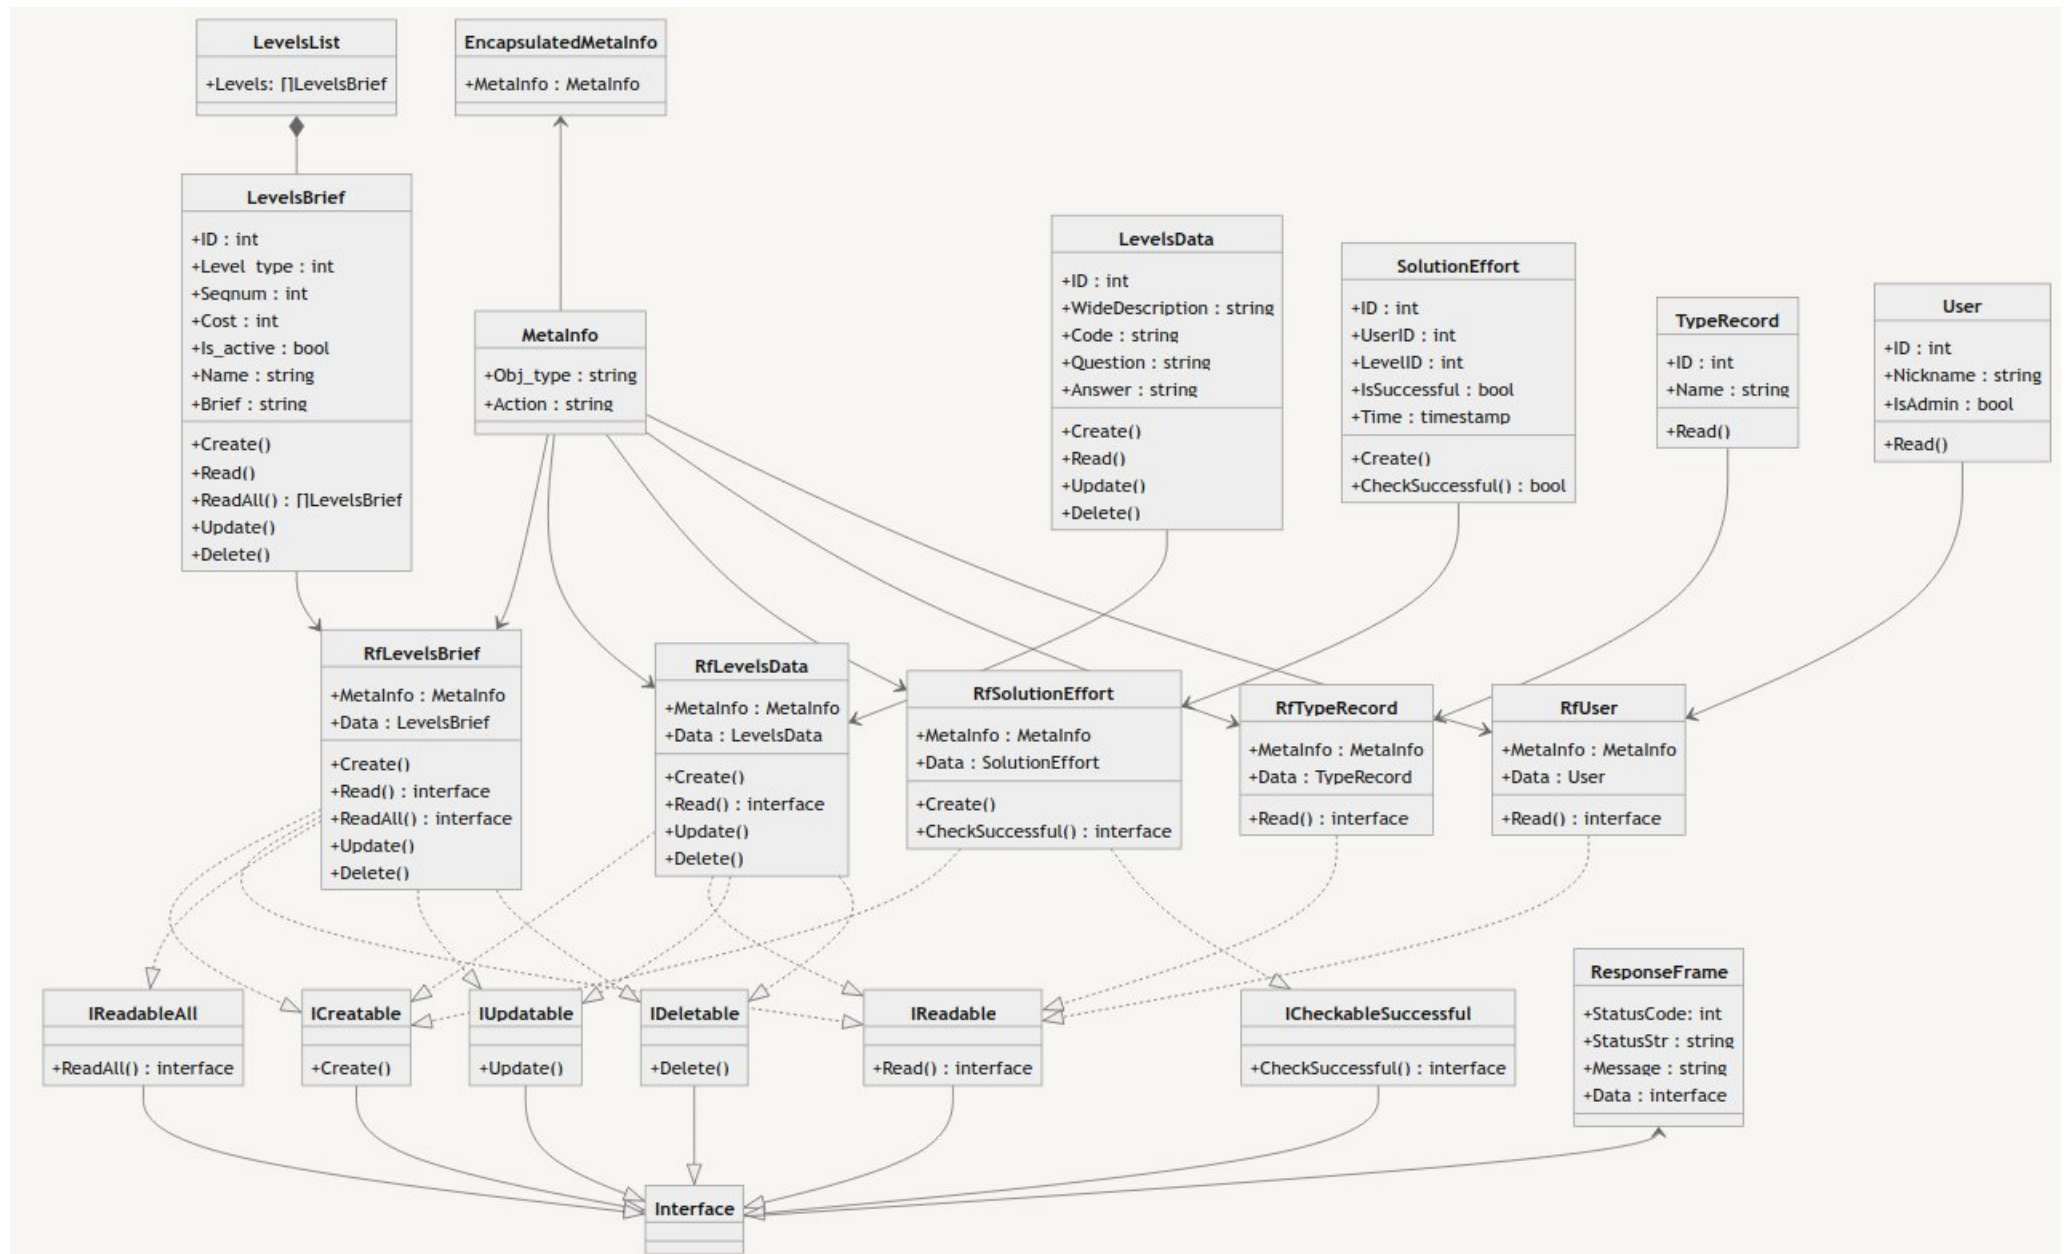 LevelsList
+Levels: []LevelsBrief
EncapsulatedMetaInfo
+MetaInfo : MetaInfo
LevelsBrief
+ID : int
+Level_type : int
+Seqnum : int
+Cost : int
+Is_active : bool
+Name : string
+Brief : string
+Create()
+Read()
+ReadAll() : []LevelsBrief
+Update()
+Delete()
MetaInfo
+Obj_type : string
+Action : string
LevelsData
+ID : int
+WideDescription : string
+Code : string
+Question : string
+Answer : string
+Create()
+Read()
+Update()
+Delete()
SolutionEffort
+ID : int
+UserID : int
+LevelID : int
+IsSuccessful : bool
+Time : timestamp
+Create()
+CheckSuccessful() : bool
TypeRecord
+ID : int
+Name : string
+Read()
User
+ID : int
+Nickname : string
+IsAdmin : bool
+Read()
RfLevelsBrief
+MetaInfo : MetaInfo
+Data : LevelsBrief
+Create()
+Read() : interface
+ReadAll() : interface
+Update()
+Delete()
RfLevelsData
+MetaInfo : MetaInfo
+Data : LevelsData
+Create()
+Read() : interface
+Update()
+Delete()
RfSolutionEffort
+MetaInfo : MetaInfo
+Data : SolutionEffort
+Create()
+CheckSuccessful() : interface
RfTypeRecord
+MetaInfo : MetaInfo
+Data : TypeRecord
+Read() : interface
RfUser
+MetaInfo : MetaInfo
+Data : User
+Read() : interface
IReadableAll
+ReadAll() : interface
ICreatable
+Create()
IUpdatable
+Update()
IDeletable
+Delete()
IReadable
+Read() : interface
ICheckableSuccessful
+CheckSuccessful() : interface
ResponseFrame
+StatusCode: int
+StatusStr : string
+Message : string
+Data : interface
Interface